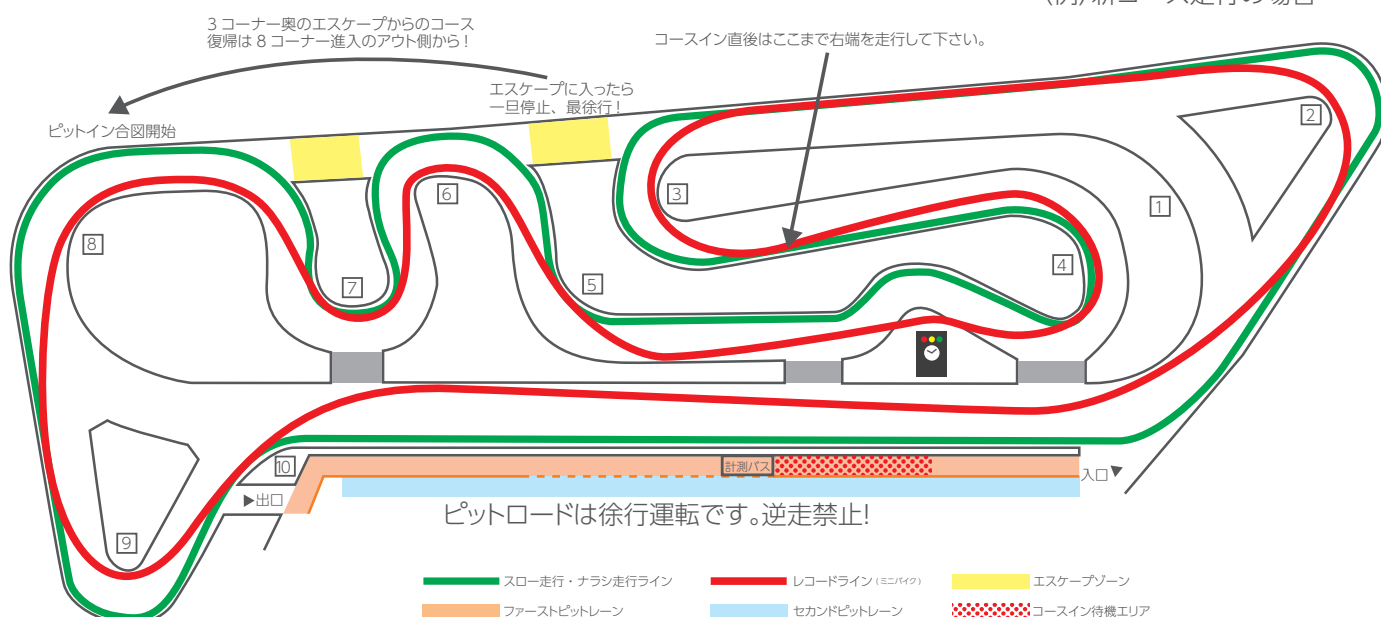 3コーナー奥のエスケープからのコース
復帰は8コーナー進入のアウト側から!
コースイン直後はここまで右端を走行して下さい。
エスケープに入ったら
一旦停止、最徐行!
ピットイン合図開始
2
3
6
1
8
4
5
7
10
計測パス
入口▼
▶出口
ピットロードは徐行運転です。逆走禁止!
9
スロー走行・ナラシ走行ライン
レコードライン(ミニバイク)
エスケープゾーン
ファーストピットレーン
セカンドピットレーン
コースイン待機エリア